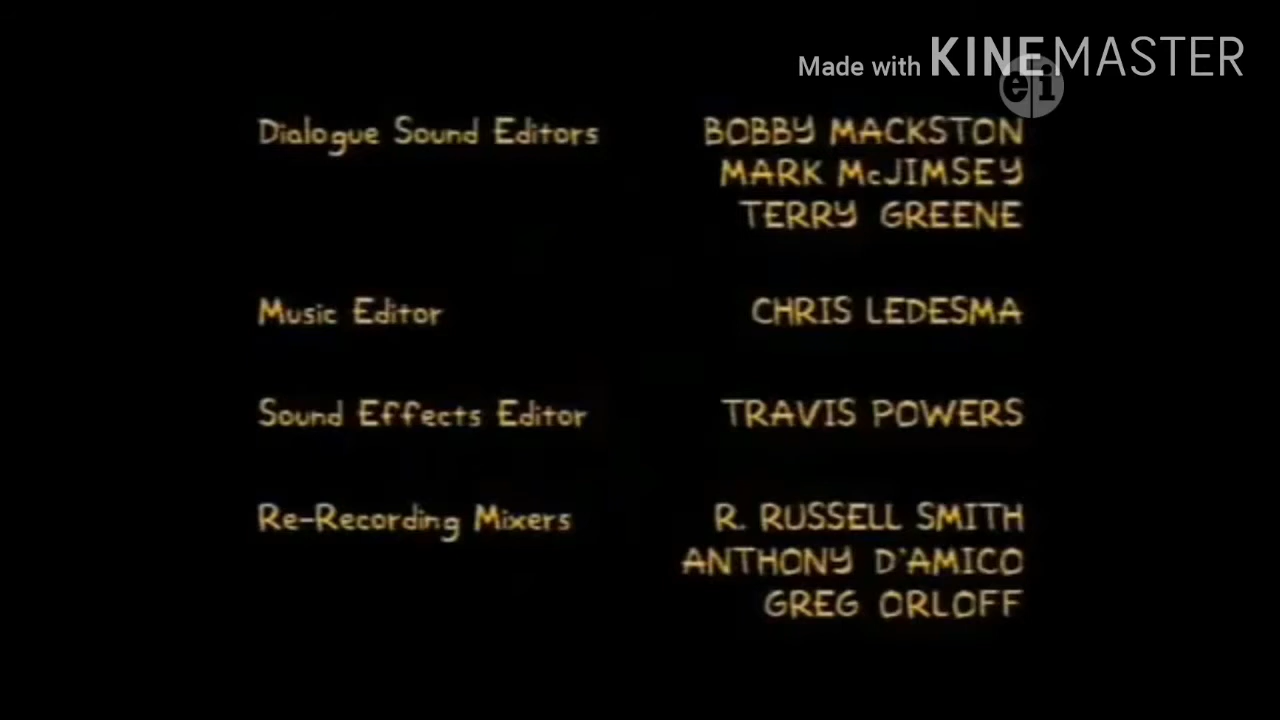 Made with KINEMASTER
ei
Dialogue Sound Editors BOBBY MACKSTON
MARK McJIMSEY
TERRY GREENE
Music Editor CHRIS LEDESMA
Sound Effects Editor TRAVIS POWERS
Re-Recording Mixers R. RUSSELL SMITH
ANTHONY D'AMICO
GREG ORLOFF